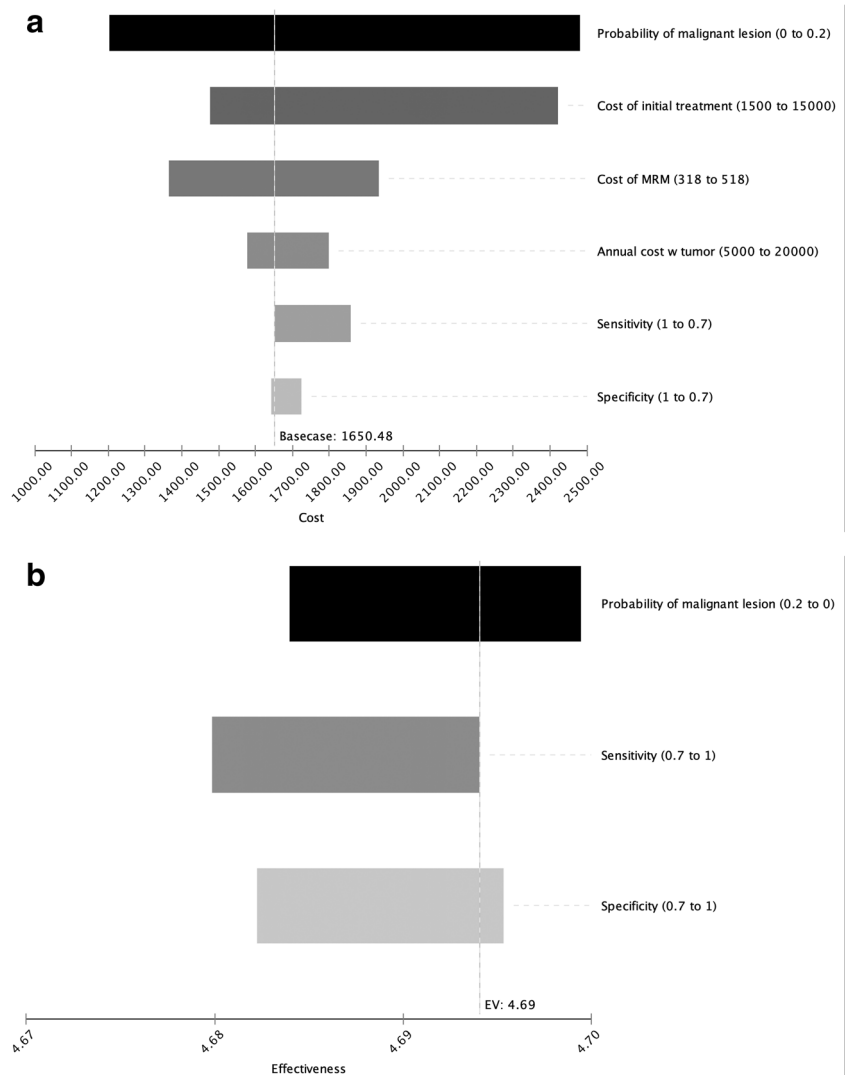 a
Probability of malignant lesion (0 to 0.2)
Cost of initial treatment (1500 to 15000)
Cost of MRM (318 to 518)
Annual cost w tumor (5000 to 20000)
Sensitivity (1 to 0.7)
Specificity (1 to 0.7)
Basecase: 1650.48
1000.00 1100.00 1200.00 1300.00 1400.00 1500.00 1600.00 1700.00 1800.00 1900.00 2000.00 2100.00 2200.00 2300.00 2400.00 2500.00
Cost
b
Probability of malignant lesion (0.2 to 0)
Sensitivity (0.7 to 1)
Specificity (0.7 to 1)
EV: 4.69
4.67 4.68 4.69 4.70
Effectiveness